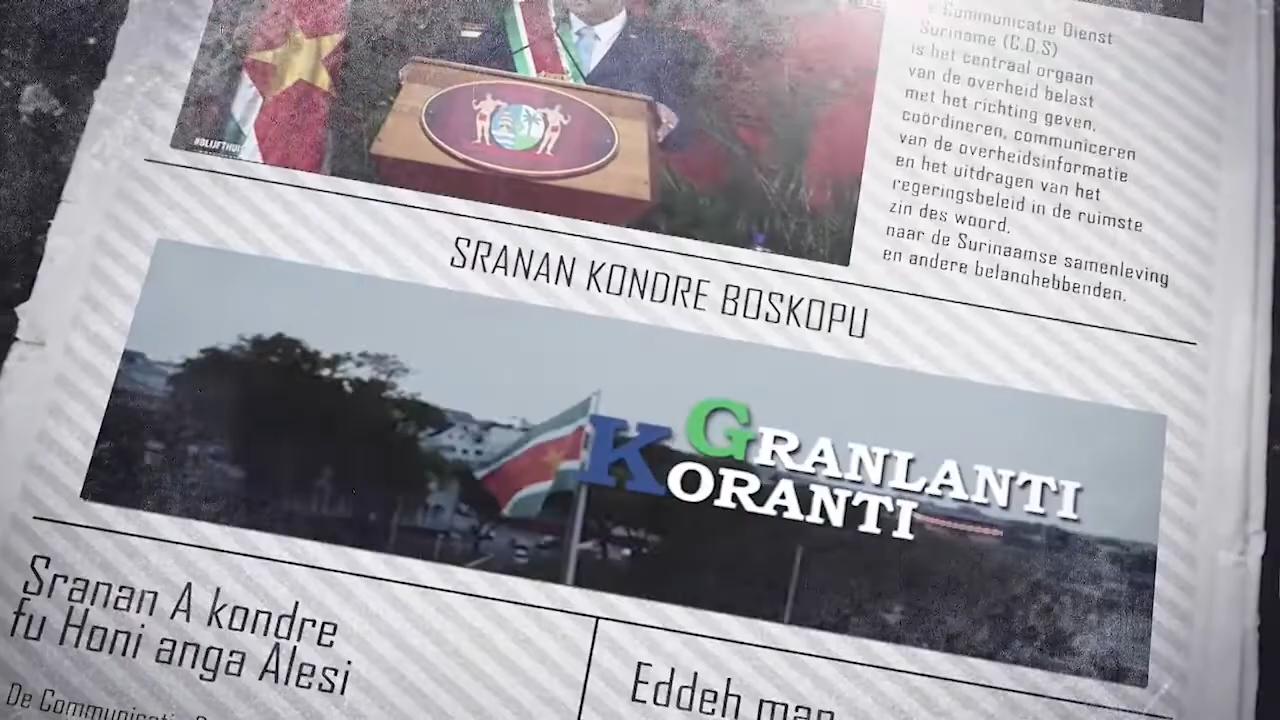 Communicatie Dienst
Suriname (C.D.S)
is het centraal orgaan
van de overheid belast
met het richting geven,
coördineren, communiceren
van de overheidsinformatie
en het uitdragen van het
regeringsbeleid in de ruimste
zin des woord.
naar de Surinaamse samenleving
en andere belanghebbenden.
SRANAN KONDRE BOSKOPU
GRANLANTI
KORANTI
Sranan A kondre
fu Honi anga Alesi
De
Eddeh man